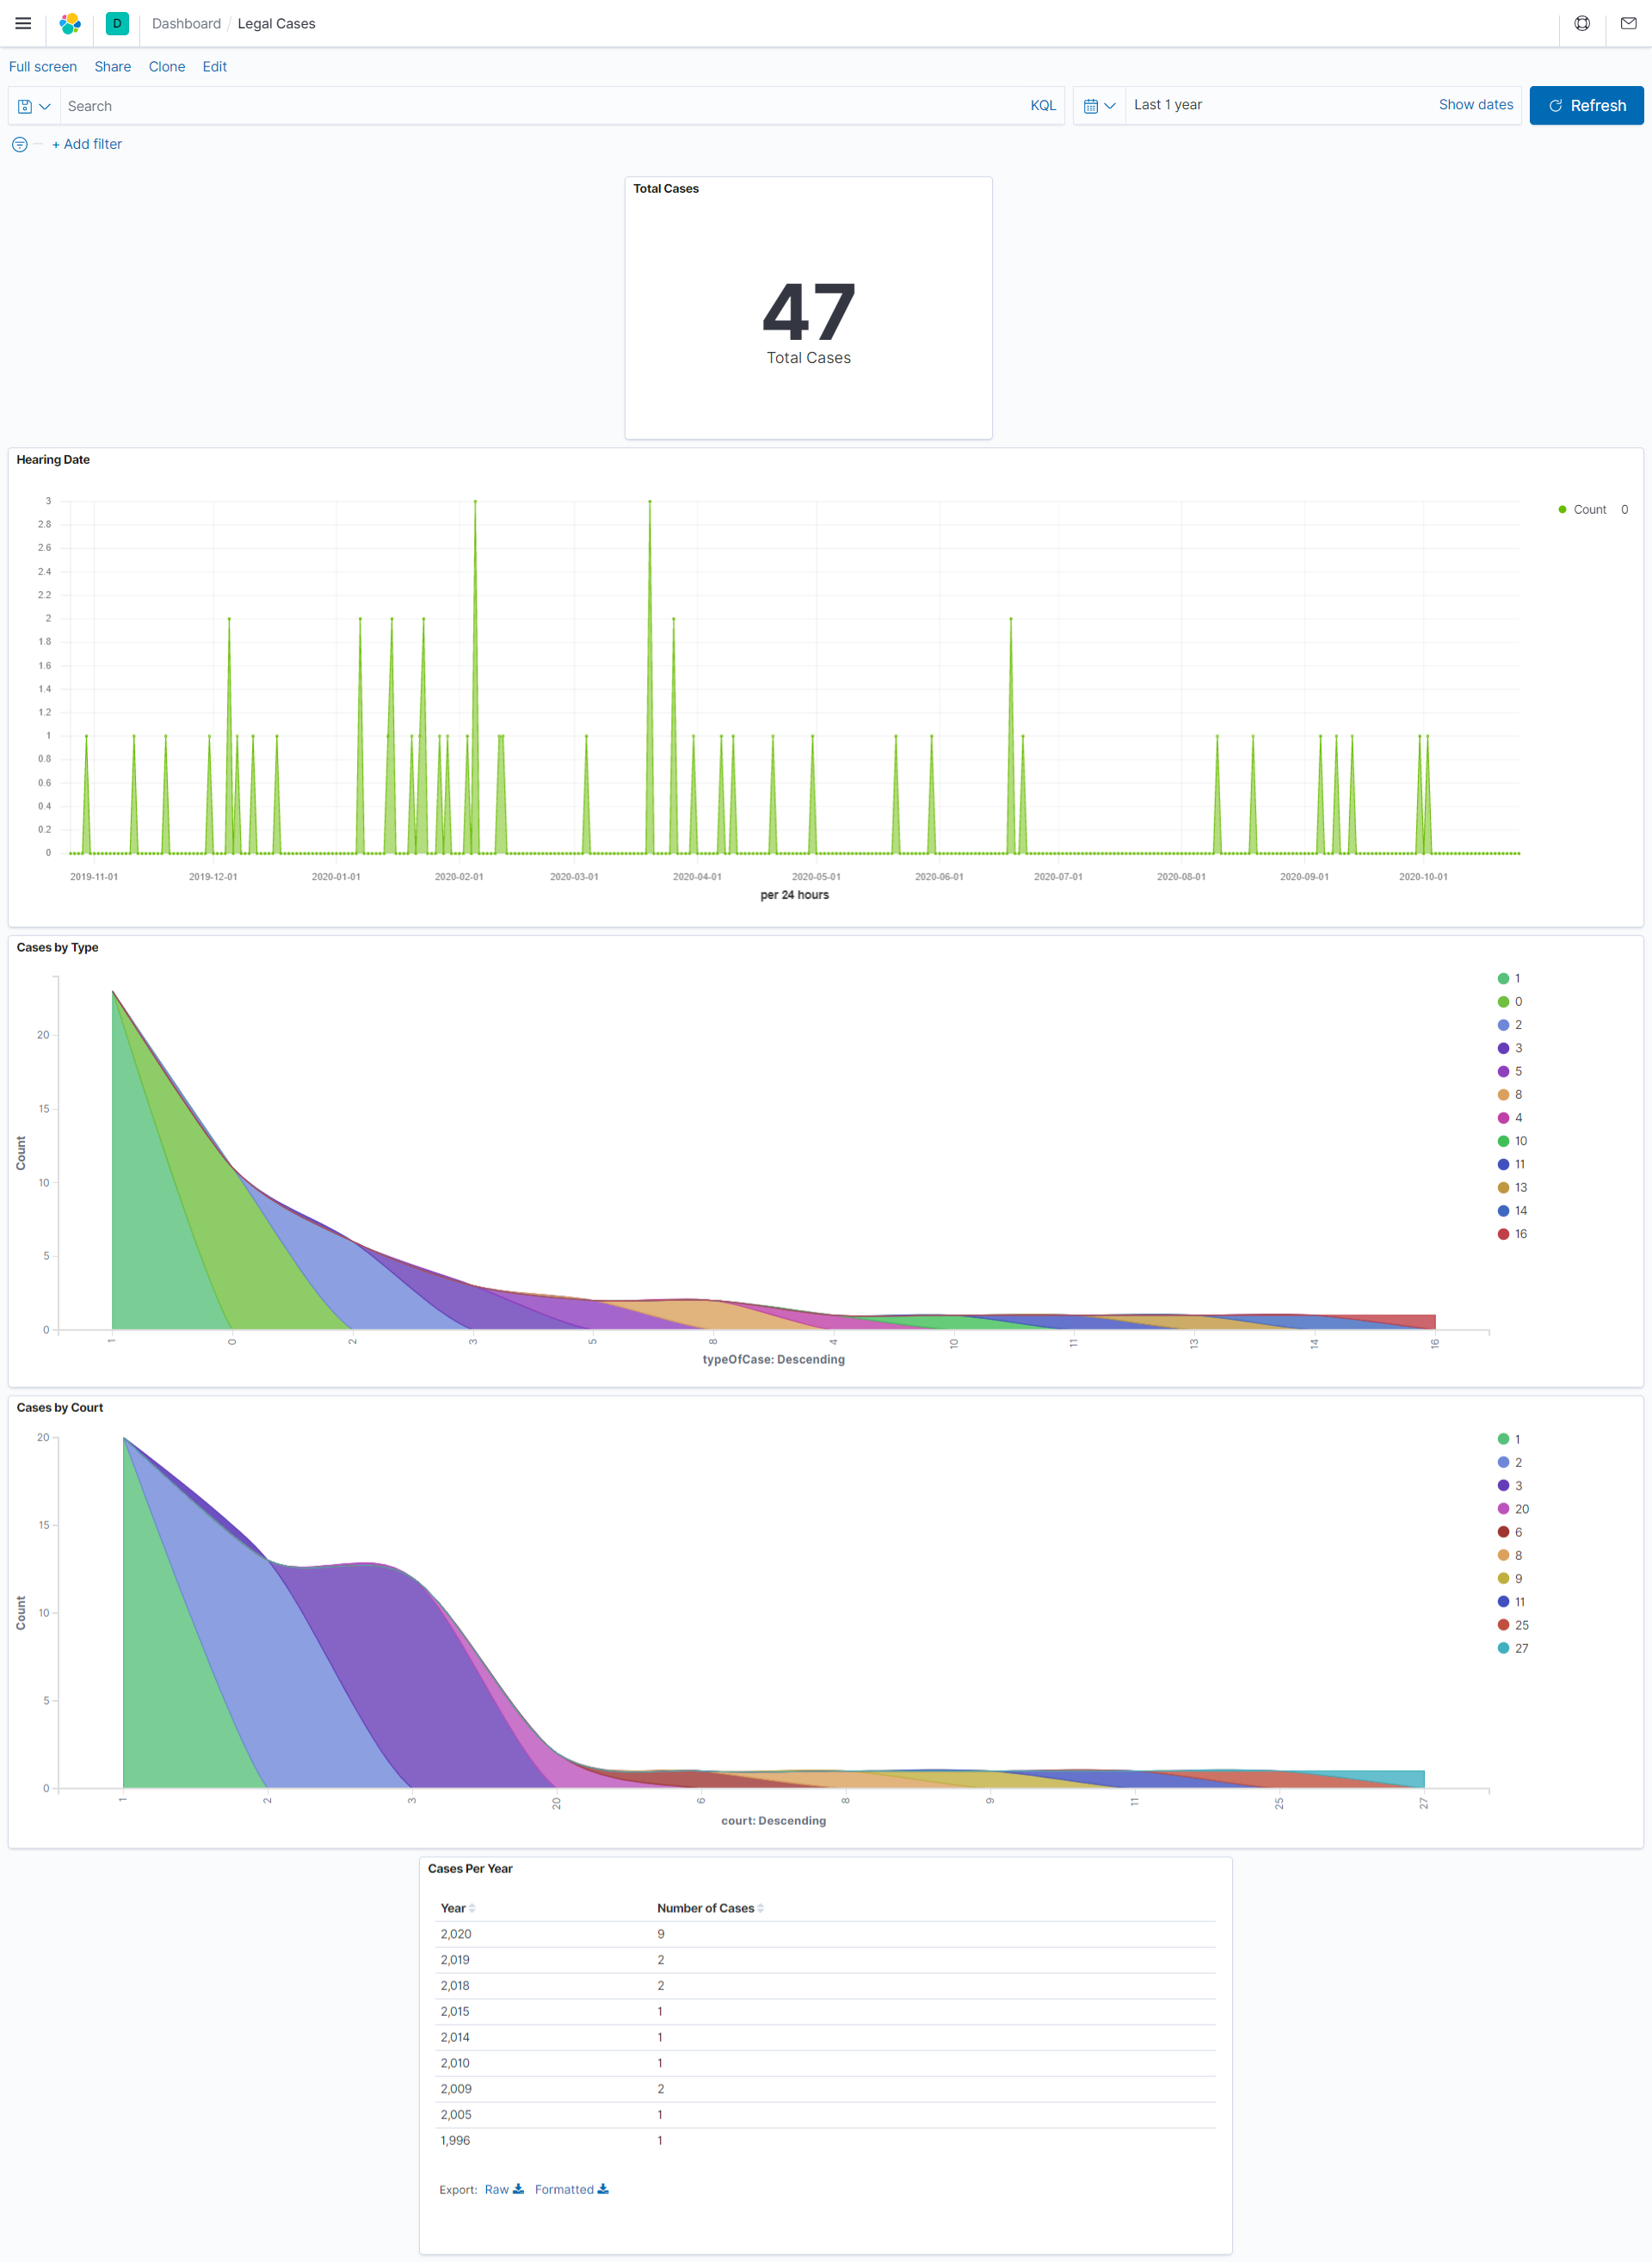 D Dashboard / Legal Cases
Full screen Share Clone Edit
Search KQL Last 1 year Show dates Refresh
+ Add filter
Total Cases
47
Total Cases
Hearing Date
Count 0
3
2.8
2.6
2.4
2.2
2
1.8
1.6
1.4
1.2
1
0.8
0.6
0.4
0.2
0
2019-11-01 2019-12-01 2020-01-01 2020-02-01 2020-03-01 2020-04-01 2020-05-01 2020-06-01 2020-07-01 2020-08-01 2020-09-01 2020-10-01
per 24 hours
Cases by Type
Count
20
15
10
5
0
1 0 2 3 5 8 4 10 11 13 14 16
typeOfCase: Descending
1
0
2
3
5
8
4
10
11
13
14
16
Cases by Court
Count
20
15
10
5
0
1 2 3 20 6 8 9 11 25 27
court: Descending
1
2
3
20
6
8
9
11
25
27
Cases Per Year
Year Number of Cases
2,020 9
2,019 2
2,018 2
2,015 1
2,014 1
2,010 1
2,009 2
2,005 1
1,996 1
Export: Raw Formatted